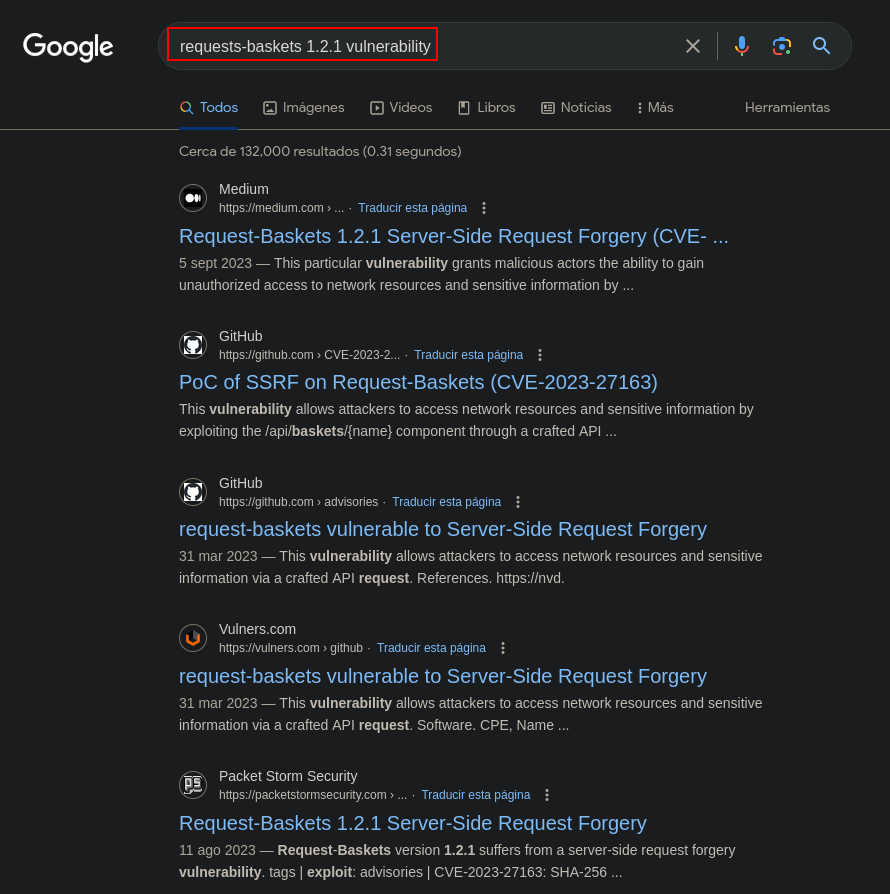 Google
requests-baskets 1.2.1 vulnerability
Todos Imágenes Videos Libros Noticias Más Herramientas
Cerca de 132,000 resultados (0.31 segundos)
Medium
https://medium.com › ... · Traducir esta página
Request-Baskets 1.2.1 Server-Side Request Forgery (CVE- ...
5 sept 2023 — This particular vulnerability grants malicious actors the ability to gain
unauthorized access to network resources and sensitive information by ...
GitHub
https://github.com › CVE-2023-2... · Traducir esta página
PoC of SSRF on Request-Baskets (CVE-2023-27163)
This vulnerability allows attackers to access network resources and sensitive information by
exploiting the /api/baskets/{name} component through a crafted API ...
GitHub
https://github.com › advisories · Traducir esta página
request-baskets vulnerable to Server-Side Request Forgery
31 mar 2023 — This vulnerability allows attackers to access network resources and sensitive
information via a crafted API request. References. https://nvd.
Vulners.com
https://vulners.com › github · Traducir esta página
request-baskets vulnerable to Server-Side Request Forgery
31 mar 2023 — This vulnerability allows attackers to access network resources and sensitive
information via a crafted API request. Software. CPE, Name ...
Packet Storm Security
https://packetstormsecurity.com › ... · Traducir esta página
Request-Baskets 1.2.1 Server-Side Request Forgery
11 ago 2023 — Request-Baskets version 1.2.1 suffers from a server-side request forgery
vulnerability. tags | exploit: advisories | CVE-2023-27163: SHA-256 ...